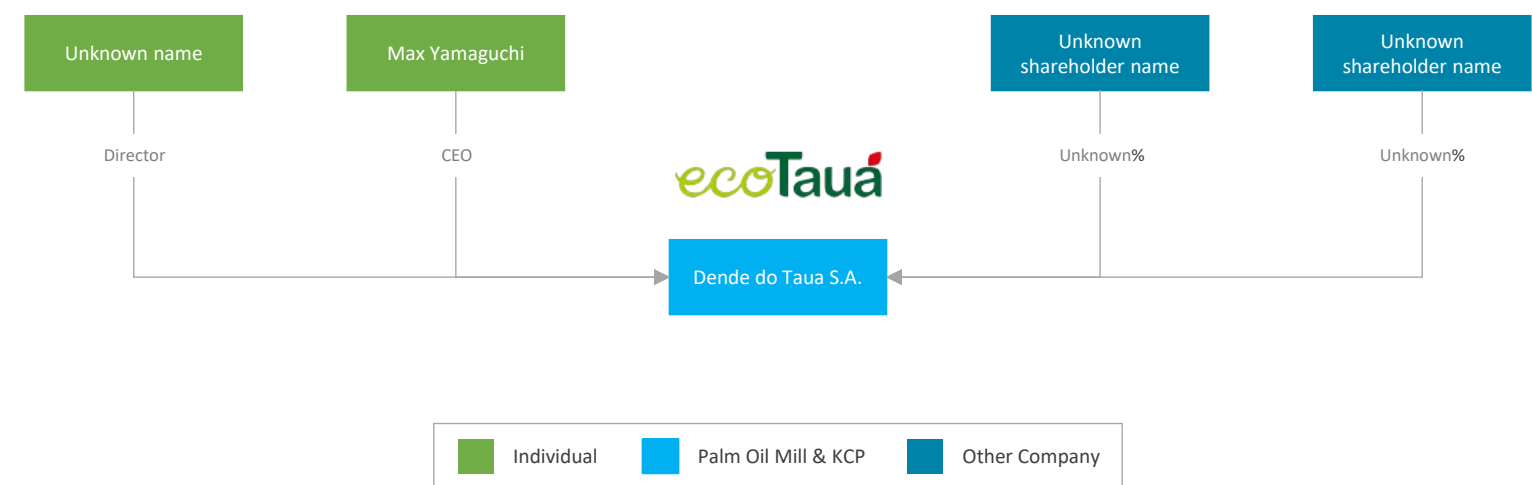 Unknown name
Max Yamaguchi
Unknown
shareholder name
Unknown
shareholder name
Director
CEO
Unknown%
Unknown%
ecoTauá
Dende do Taua S.A.
Individual
Palm Oil Mill & KCP
Other Company